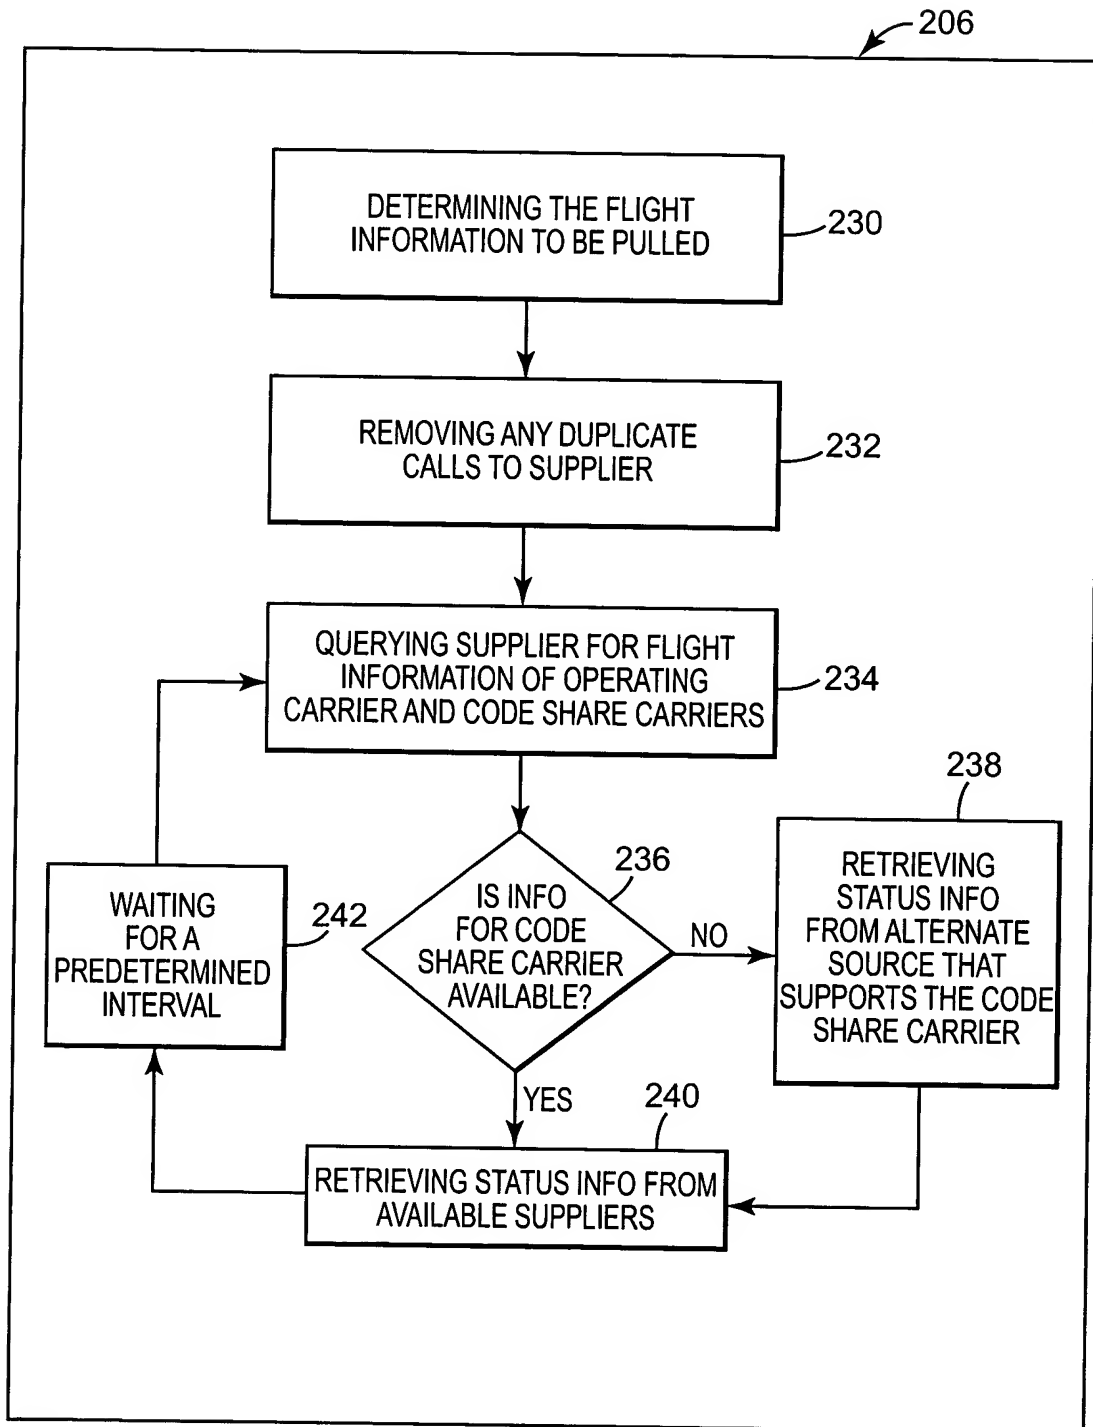 206
DETERMINING THE FLIGHT
INFORMATION TO BE PULLED
230
REMOVING ANY DUPLICATE
CALLS TO SUPPLIER
232
QUERYING SUPPLIER FOR FLIGHT
INFORMATION OF OPERATING
CARRIER AND CODE SHARE CARRIERS
234
238
236
IS INFO
FOR CODE
SHARE CARRIER
AVAILABLE?
NO
RETRIEVING
STATUS INFO
FROM ALTERNATE
SOURCE THAT
SUPPORTS THE CODE
SHARE CARRIER
WAITING
FOR A
PREDETERMINED
INTERVAL
242
YES
240
RETRIEVING STATUS INFO FROM
AVAILABLE SUPPLIERS